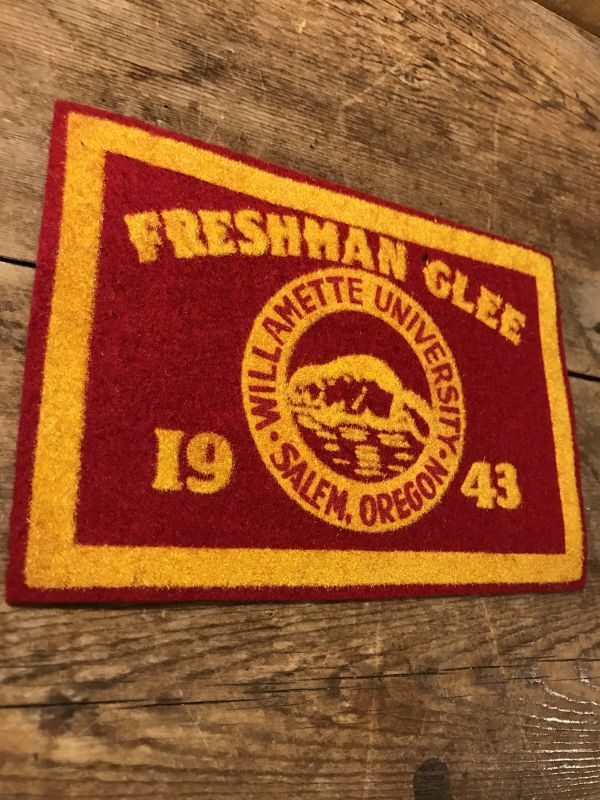 FRESHMAN GLEE
· WILLAMETTE UNIVERSITY ·
SALEM, OREGON
19 43